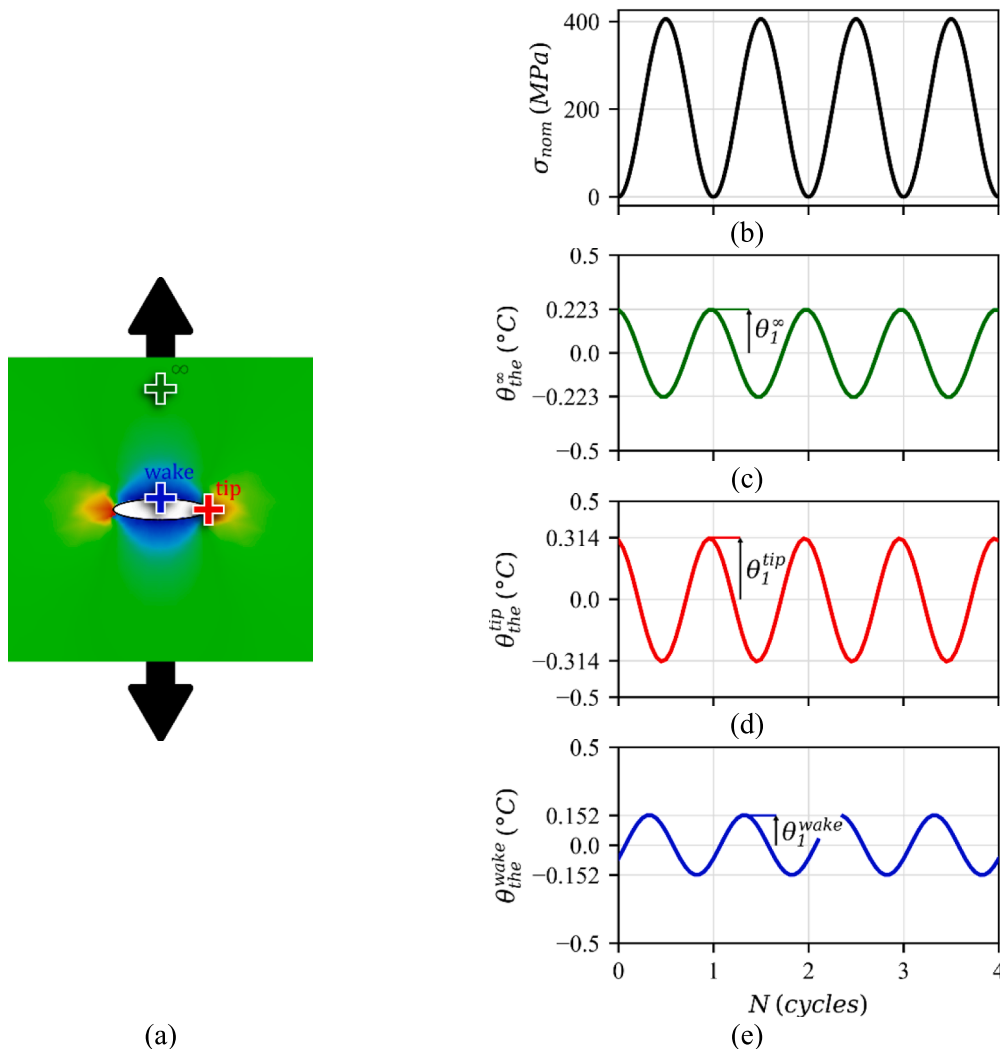 ∞
wake
tip
(a)
400
200
0
σnom (MPa)
(b)
0.5
0.223
0.0
−0.223
−0.5
θ∞the (°C)
θ∞1
(c)
0.5
0.314
0.0
−0.314
−0.5
θtipthe (°C)
θtip1
(d)
0.5
0.152
0.0
−0.152
−0.5
θwakethe (°C)
θwake1
0 1 2 3 4
N (cycles)
(e)